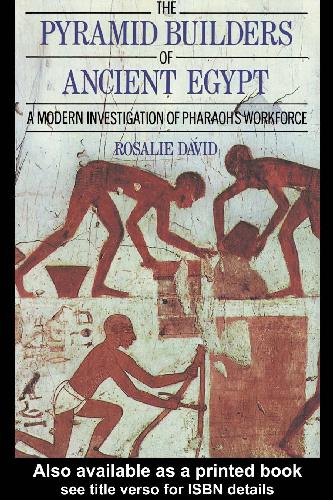 THE
PYRAMID BUILDERS
OF
ANCIENT EGYPT
A MODERN INVESTIGATION OF PHARAOH'S WORKFORCE
ROSALIE DAVID
Also available as a printed book
see title verso for ISBN details